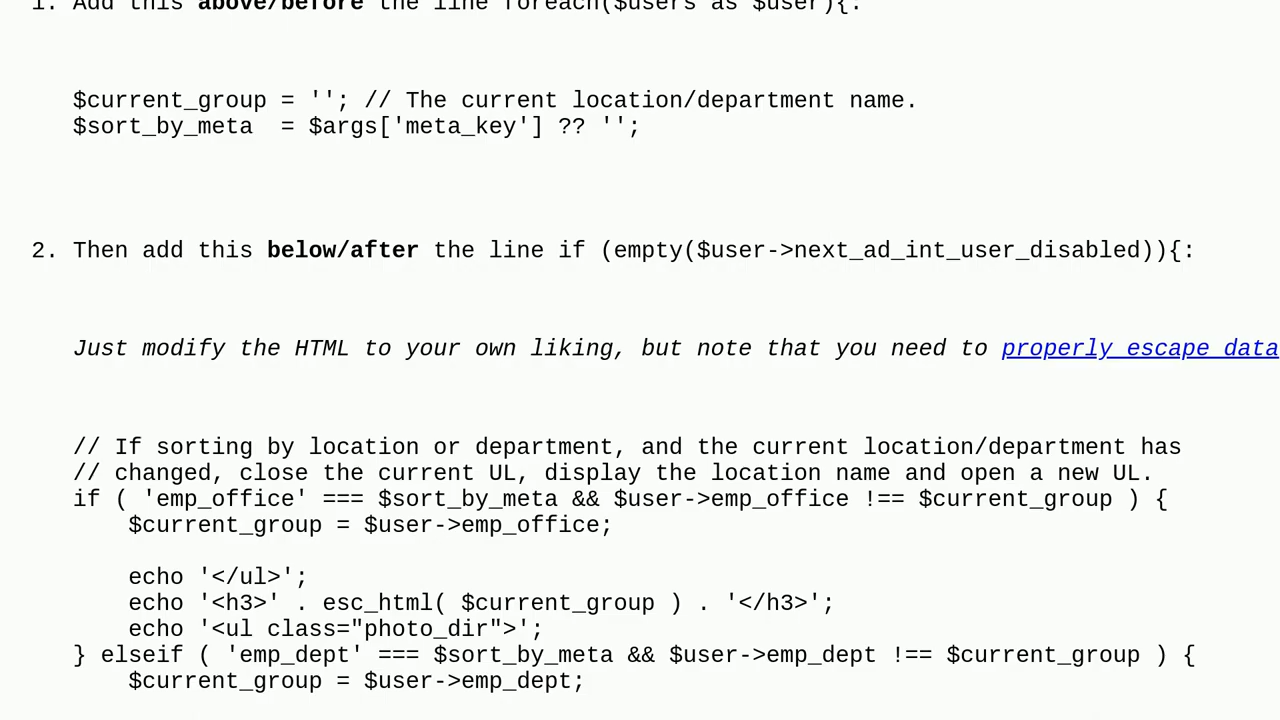 1. Add this above/before the line foreach($users as $user){:
$current_group = ''; // The current location/department name.
$sort_by_meta  = $args['meta_key'] ?? '';
2. Then add this below/after the line if (empty($user->next_ad_int_user_disabled)){:
Just modify the HTML to your own liking, but note that you need to properly escape data
// If sorting by location or department, and the current location/department has
// changed, close the current UL, display the location name and open a new UL.
if ( 'emp_office' === $sort_by_meta && $user->emp_office !== $current_group ) {
    $current_group = $user->emp_office;
    echo '</ul>';
    echo '<h3>' . esc_html( $current_group ) . '</h3>';
    echo '<ul class="photo_dir">';
} elseif ( 'emp_dept' === $sort_by_meta && $user->emp_dept !== $current_group ) {
    $current_group = $user->emp_dept;